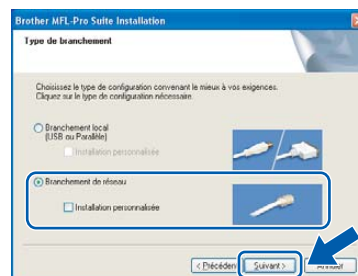 Brother MFL-Pro Suite Installation
Type de branchement
Choisissez le type de configuration convenant le mieux à vos exigences.
Cliquez sur le type de configuration nécessaire.
Branchement local
(USB ou Parallèle)
Installation personnalisée
Branchement de réseau
Installation personnalisée
< Précédent
Suivant >
Annuler